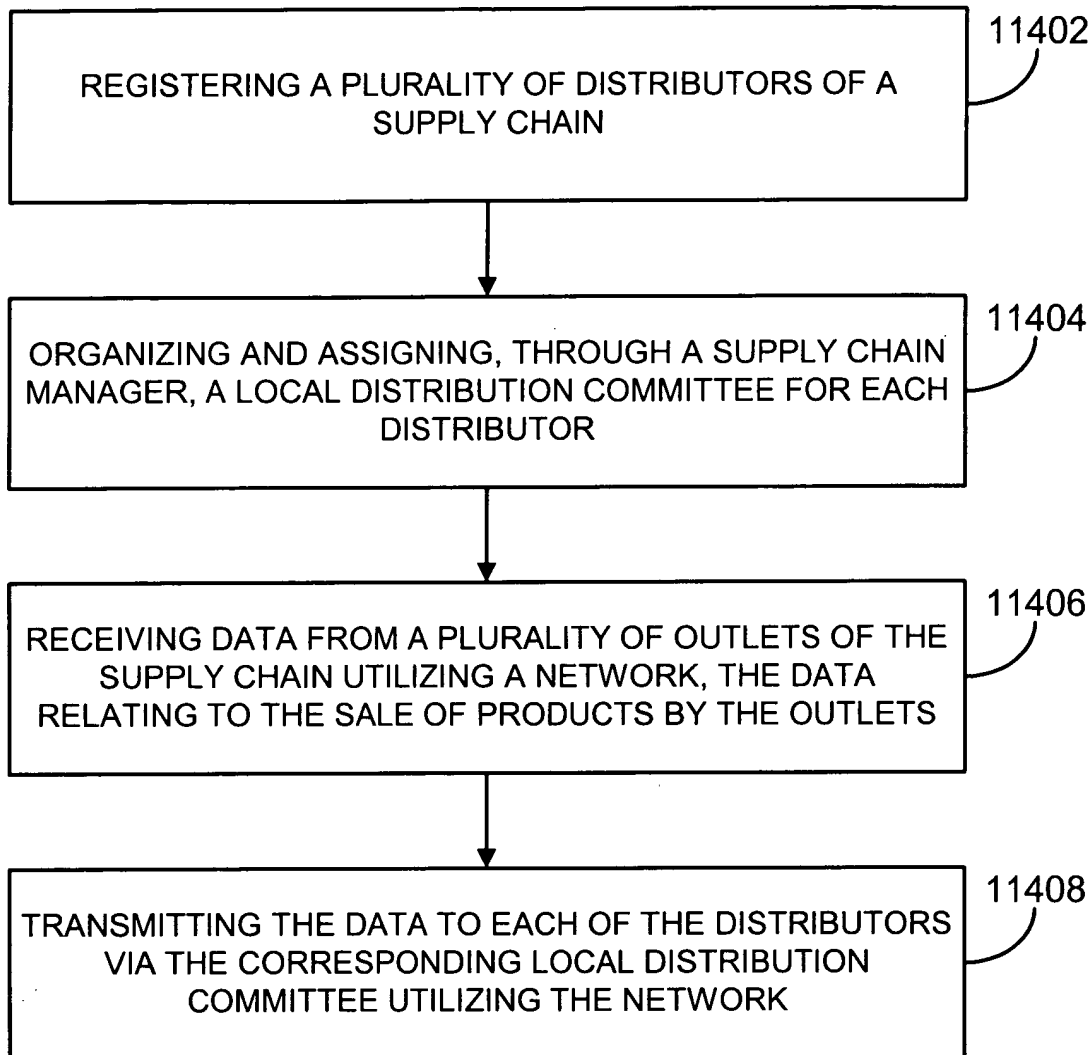 11402
REGISTERING A PLURALITY OF DISTRIBUTORS OF A
SUPPLY CHAIN
11404
ORGANIZING AND ASSIGNING, THROUGH A SUPPLY CHAIN
MANAGER, A LOCAL DISTRIBUTION COMMITTEE FOR EACH
DISTRIBUTOR
11406
RECEIVING DATA FROM A PLURALITY OF OUTLETS OF THE
SUPPLY CHAIN UTILIZING A NETWORK, THE DATA
RELATING TO THE SALE OF PRODUCTS BY THE OUTLETS
11408
TRANSMITTING THE DATA TO EACH OF THE DISTRIBUTORS
VIA THE CORRESPONDING LOCAL DISTRIBUTION
COMMITTEE UTILIZING THE NETWORK